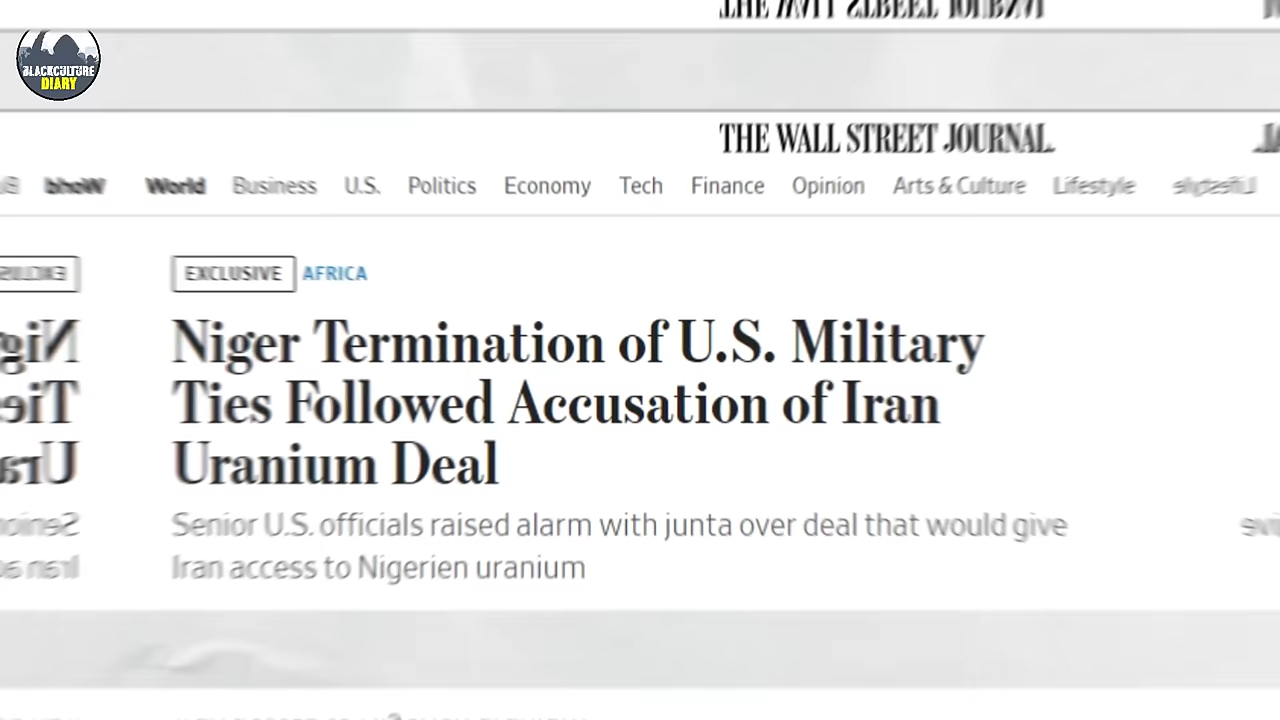 BLACKCULTURE
DIARY
THE WALL STREET JOURNAL.
World Business U.S. Politics Economy Tech Finance Opinion Arts & Culture Lifestyle
EXCLUSIVE AFRICA
Niger Termination of U.S. Military
Ties Followed Accusation of Iran
Uranium Deal
Senior U.S. officials raised alarm with junta over deal that would give
Iran access to Nigerien uranium